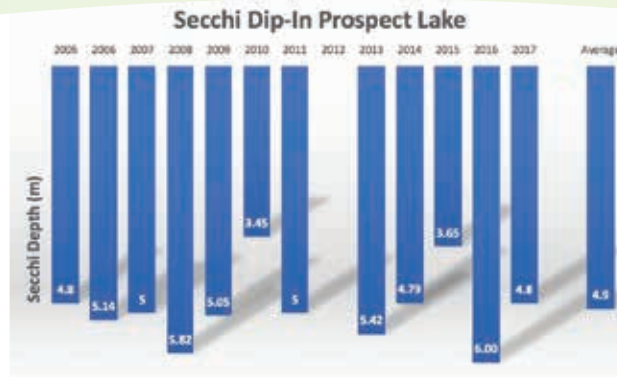 Secchi Dip-In Prospect Lake
2005 2006 2007 2008 2009 2010 2011 2012 2013 2014 2015 2016 2017 Average
Secchi Depth (m)
4.8 5.14 5 5.82 5.05 3.45 5 5.42 4.79 3.65 6.00 4.8 4.9